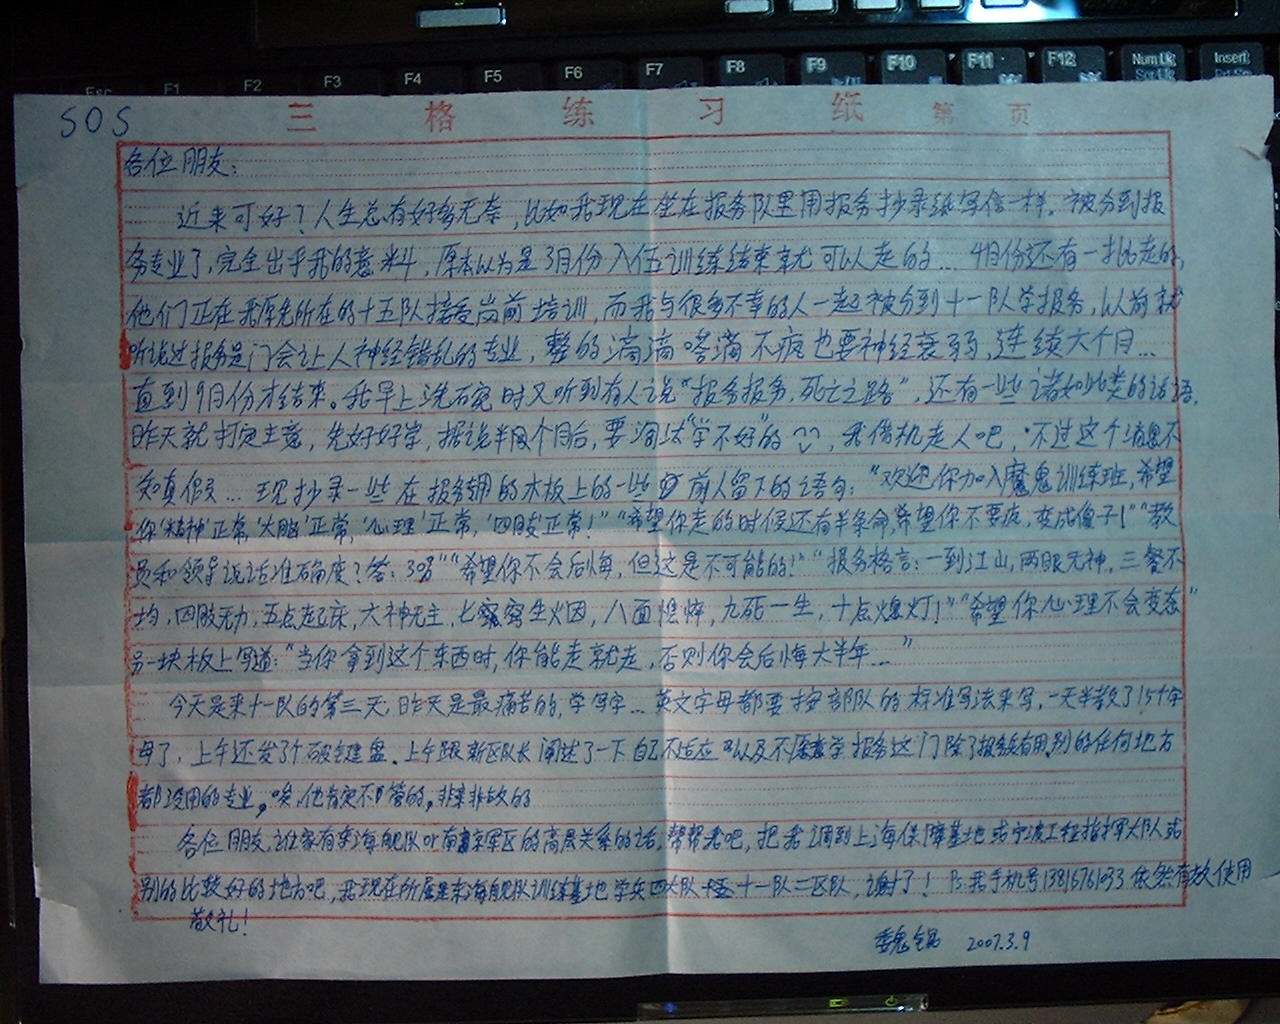 Esc F1 F2 F3 F4 F5 F6 F7 F8 F9 F10 F11 F12 Num Lk Scr Lk Insert
SOS
三格练习纸 第 页
各位朋友:
近来可好?人生总有好多无奈,比如我现在坐在报务队里用报务抄录纸写信一样。被分到报
务专业了,完全出乎我的意料,原本以为是3月份入伍训练结束就可以走的...4月份还有一批走的,
他们正在我原先所在的十五队接受岗前培训,而我与很多不幸的人一起被分到十一队学报务,以前就
听说过报务是门会让人神经错乱的专业,整的滴滴嗒滴不疯也要神经衰弱,连续六个月...
直到9月份才结束。我早上洗碗时又听到有人说“报务报务,死亡之路”,还有一些诸如此类的话语,
昨天就打定主意,先好好学,据说半个月后,要淘汰“学不好”的,我借机走人吧,不过这个消息不
知真假...现抄录一些在报务用的木板上的一些前人留下的语句:“欢迎你加入魔鬼训练班,希望
你‘精神’正常,‘大脑’正常,‘心理’正常,‘四肢’正常!”“希望你走的时候还有半条命,希望你不要疯,变成傻子!”“教
员和领导说话准确度?答:3%”“希望你不会后悔,但这是不可能的!”“报务格言:一到江山,两眼无神,三餐不
均,四肢无力,五点起床,六神无主,七窍生火因,八面憔悴,九死一生,十点熄灯!”“希望你心理不会变态”
另一块板上写道:“当你拿到这个东西时,你能走就走,否则你会后悔大半年...”
今天是来十一队的第三天,昨天是最痛苦的,学写字...英文字母都要按部队的标准写法来写,一天半教了15个字
母了,上午还发了个破键盘。上午跟新区队长阐述了一下自己不适应以及不愿意学报务这门除了报务有用,别的任何地方
都没用的专业,唉,他肯定不管的,非亲非故的
各位朋友,谁家有东海舰队or南京军区的高层关系的话,帮帮我吧,把我调到上海保障基地或宁波工程指挥大队或
别的比较好的地方吧,我现在所属是东海舰队训练基地学兵四大队十一队二区队,谢了! Ps:我手机号13816761033依然有效使用
敬礼!
魏 2007.3.9